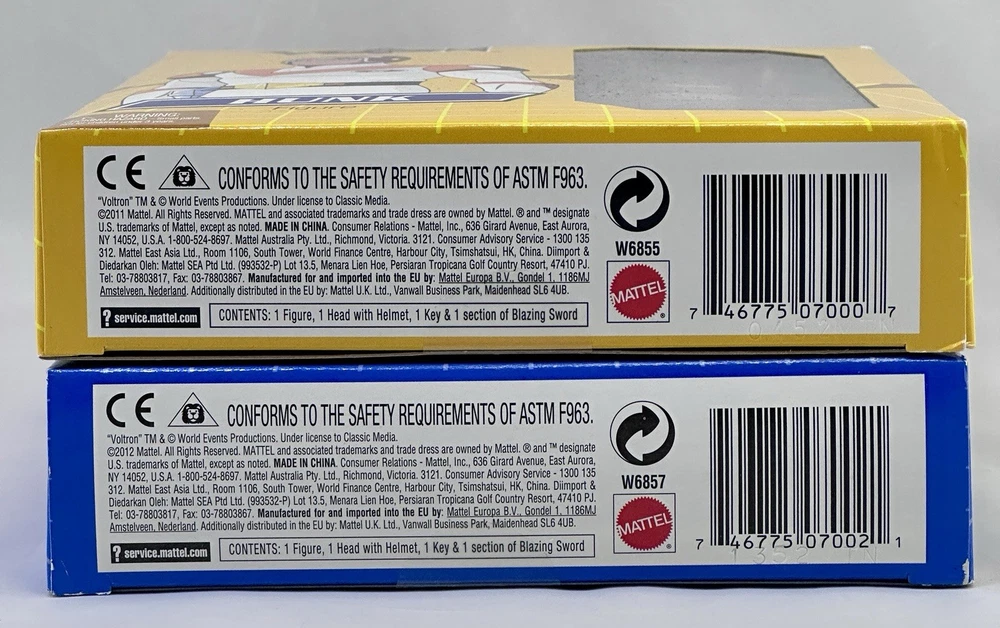 HUNK
Figure
WARNING:
CE
CONFORMS TO THE SAFETY REQUIREMENTS OF ASTM F963.
"Voltron" TM & © World Events Productions. Under license to Classic Media.
©2011 Mattel. All Rights Reserved. MATTEL and associated trademarks and trade dress are owned by Mattel. ® and ™ designate
U.S. trademarks of Mattel, except as noted. MADE IN CHINA. Consumer Relations - Mattel, Inc., 636 Girard Avenue, East Aurora,
NY 14052, U.S.A. 1-800-524-8697. Mattel Australia Pty. Ltd., Richmond, Victoria. 3121. Consumer Advisory Service - 1300 135
312. Mattel East Asia Ltd., Room 1106, South Tower, World Finance Centre, Harbour City, Tsimshatsui, HK, China. Diimport &
Diedarkan Oleh: Mattel SEA Ptd Ltd. (993532-P) Lot 13.5, Menara Lien Hoe, Persiaran Tropicana Golf Country Resort, 47410 PJ.
Tel: 03-78803817, Fax: 03-78803867. Manufactured for and imported into the EU by: Mattel Europa B.V., Gondel 1, 1186MJ
Amstelveen, Nederland. Additionally distributed in the EU by: Mattel U.K. Ltd., Vanwall Business Park, Maidenhead SL6 4UB.
? service.mattel.com
CONTENTS: 1 Figure, 1 Head with Helmet, 1 Key & 1 section of Blazing Sword
W6855
MATTEL®
7 46775 07000 7
CE
CONFORMS TO THE SAFETY REQUIREMENTS OF ASTM F963.
"Voltron" TM & © World Events Productions. Under license to Classic Media.
©2012 Mattel. All Rights Reserved. MATTEL and associated trademarks and trade dress are owned by Mattel. ® and ™ designate
U.S. trademarks of Mattel, except as noted. MADE IN CHINA. Consumer Relations - Mattel, Inc., 636 Girard Avenue, East Aurora,
NY 14052, U.S.A. 1-800-524-8697. Mattel Australia Pty. Ltd., Richmond, Victoria. 3121. Consumer Advisory Service - 1300 135
312. Mattel East Asia Ltd., Room 1106, South Tower, World Finance Centre, Harbour City, Tsimshatsui, HK, China. Diimport &
Diedarkan Oleh: Mattel SEA Ptd Ltd. (993532-P) Lot 13.5, Menara Lien Hoe, Persiaran Tropicana Golf Country Resort, 47410 PJ.
Tel: 03-78803817, Fax: 03-78803867. Manufactured for and imported into the EU by: Mattel Europa B.V., Gondel 1, 1186MJ
Amstelveen, Nederland. Additionally distributed in the EU by: Mattel U.K. Ltd., Vanwall Business Park, Maidenhead SL6 4UB.
? service.mattel.com
CONTENTS: 1 Figure, 1 Head with Helmet, 1 Key & 1 section of Blazing Sword
W6857
MATTEL®
7 46775 07002 1